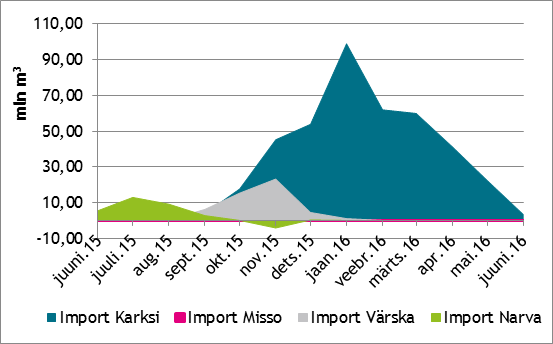 110,00
90,00
70,00
50,00
30,00
10,00
-10,00
mln m³
juuni.15
juuli.15
aug.15
sept.15
okt.15
nov.15
dets.15
jaan.16
veebr.16
märts.16
apr.16
mai.16
juuni.16
Import Karksi Import Misso Import Värska Import Narva